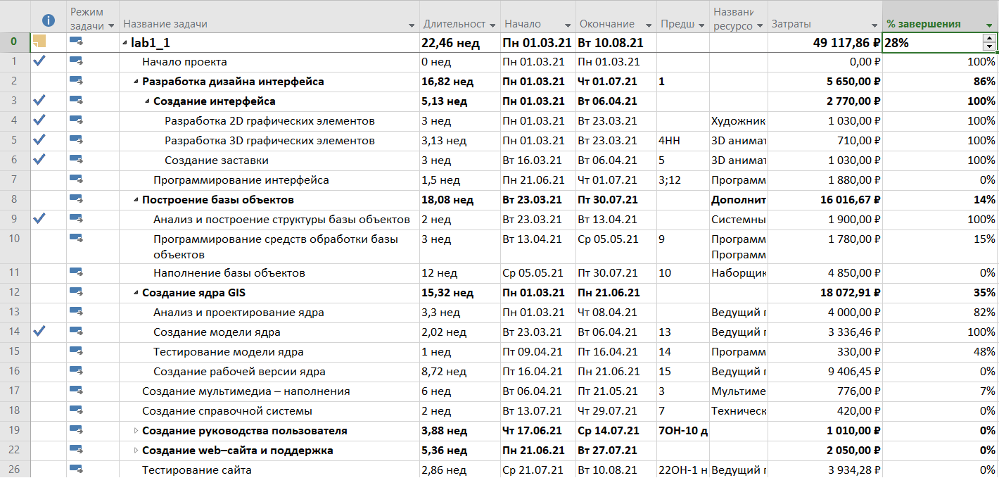 Режим задачи Название задачи Длительност Начало Окончание Предш Названи ресурсо Затраты % завершения
0 lab1_1 22,46 нед Пн 01.03.21 Вт 10.08.21 49 117,86 ₽ 28%
1 Начало проекта 0 нед Пн 01.03.21 Пн 01.03.21 0,00 ₽ 100%
2 Разработка дизайна интерфейса 16,82 нед Пн 01.03.21 Чт 01.07.21 1 5 650,00 ₽ 86%
3 Создание интерфейса 5,13 нед Пн 01.03.21 Вт 06.04.21 2 770,00 ₽ 100%
4 Разработка 2D графических элементов 3 нед Пн 01.03.21 Вт 23.03.21 Художник 1 030,00 ₽ 100%
5 Разработка 3D графических элементов 3,13 нед Пн 01.03.21 Вт 23.03.21 4НН 3D анимат 710,00 ₽ 100%
6 Создание заставки 3 нед Вт 16.03.21 Вт 06.04.21 5 3D анимат 1 030,00 ₽ 100%
7 Программирование интерфейса 1,5 нед Пн 21.06.21 Чт 01.07.21 3;12 Программ 1 880,00 ₽ 0%
8 Построение базы объектов 18,08 нед Вт 23.03.21 Пт 30.07.21 Дополнит 16 016,67 ₽ 14%
9 Анализ и построение структуры базы объектов 2 нед Вт 23.03.21 Вт 13.04.21 Системны 1 900,00 ₽ 100%
10 Программирование средств обработки базы 3 нед Вт 13.04.21 Ср 05.05.21 9 Программ 1 780,00 ₽ 15%
объектов Программ
11 Наполнение базы объектов 12 нед Ср 05.05.21 Пт 30.07.21 10 Наборщик 4 850,00 ₽ 0%
12 Создание ядра GIS 15,32 нед Пн 01.03.21 Пн 21.06.21 18 072,91 ₽ 35%
13 Анализ и проектирование ядра 3,3 нед Пн 01.03.21 Чт 08.04.21 Ведущий г 4 000,00 ₽ 82%
14 Создание модели ядра 2,02 нед Вт 23.03.21 Вт 06.04.21 13 Ведущий г 3 336,46 ₽ 100%
15 Тестирование модели ядра 1 нед Пт 09.04.21 Пт 16.04.21 14 Программ 330,00 ₽ 48%
16 Создание рабочей версии ядра 8,72 нед Пт 16.04.21 Пн 21.06.21 15 Ведущий г 9 406,45 ₽ 0%
17 Создание мультимедиа – наполнения 6 нед Вт 06.04.21 Пт 21.05.21 3 Мультиме 776,00 ₽ 7%
18 Создание справочной системы 2 нед Вт 13.07.21 Чт 29.07.21 7 Техническ 420,00 ₽ 0%
19 Создание руководства пользователя 3,88 нед Чт 17.06.21 Ср 14.07.21 7ОН-10 д 1 010,00 ₽ 0%
22 Создание web–сайта и поддержка 5,36 нед Пн 21.06.21 Вт 27.07.21 2 050,00 ₽ 0%
26 Тестирование сайта 2,86 нед Ср 21.07.21 Вт 10.08.21 22ОН-1 н Ведущий г 3 934,28 ₽ 0%